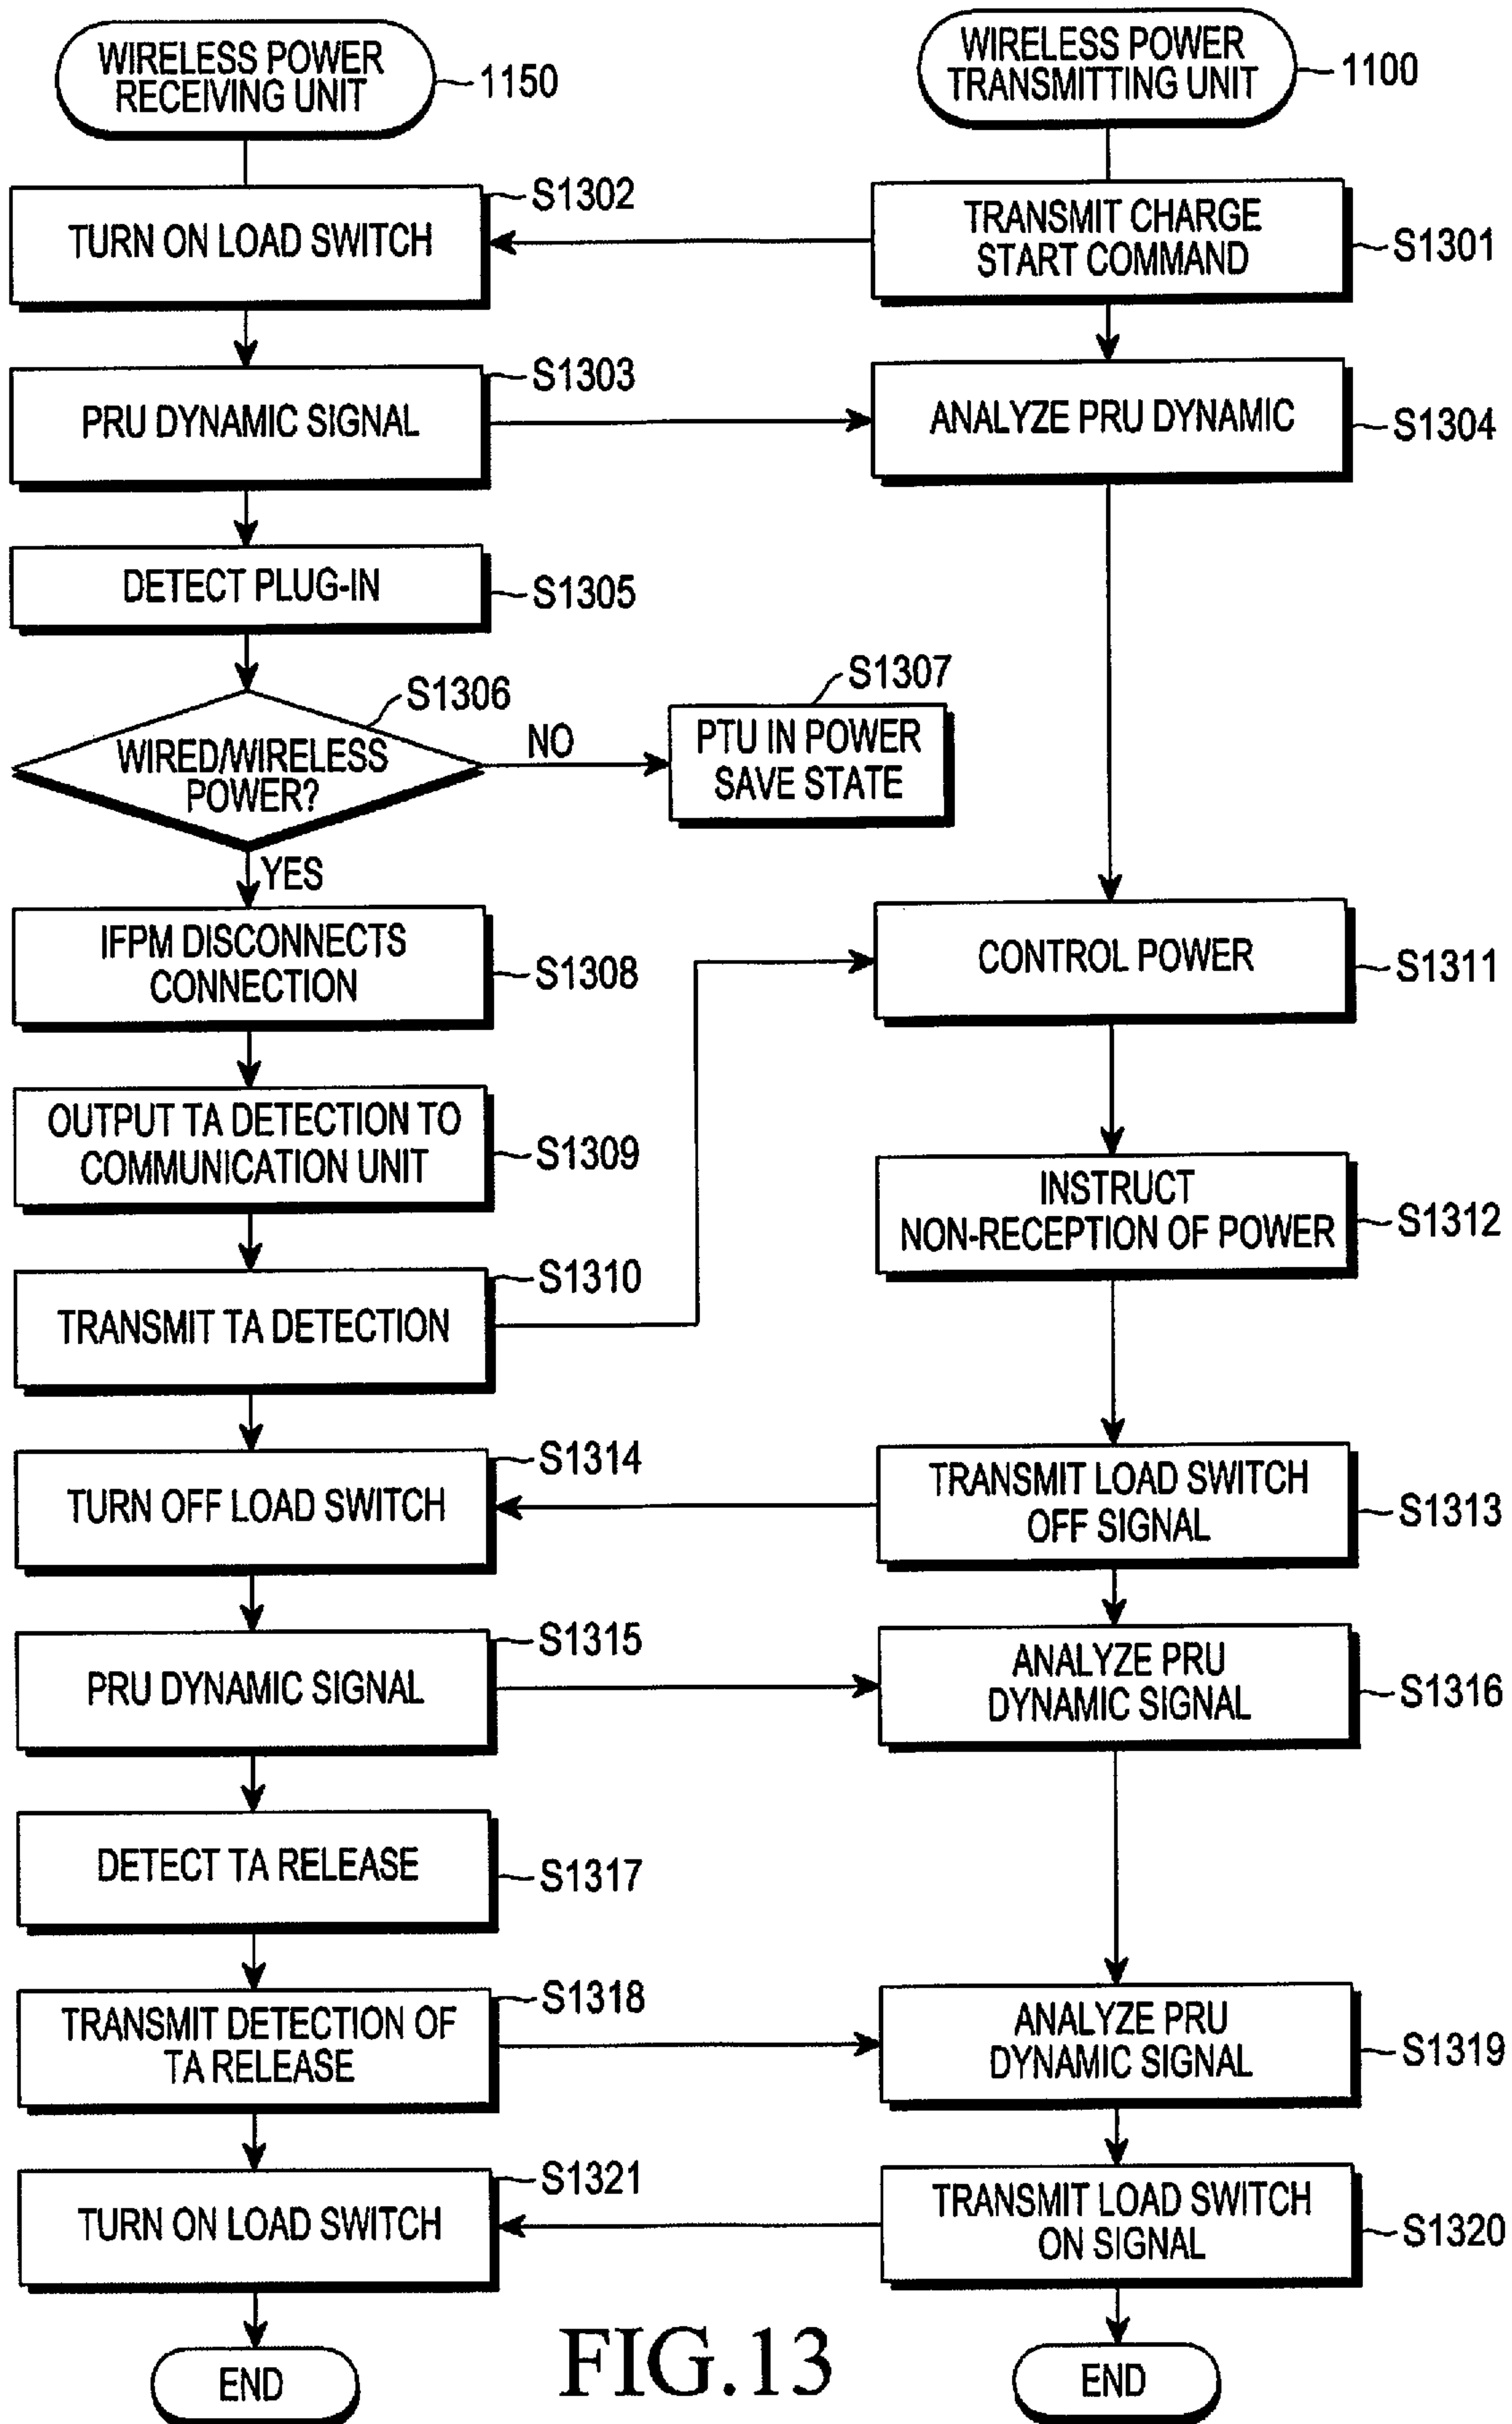 WIRELESS POWER
RECEIVING UNIT
1150
WIRELESS POWER
TRANSMITTING UNIT
1100
TURN ON LOAD SWITCH
S1302
TRANSMIT CHARGE
START COMMAND
S1301
PRU DYNAMIC SIGNAL
S1303
ANALYZE PRU DYNAMIC
S1304
DETECT PLUG-IN
S1305
WIRED/WIRELESS
POWER?
S1306
NO
PTU IN POWER
SAVE STATE
S1307
YES
IFPM DISCONNECTS
CONNECTION
S1308
CONTROL POWER
S1311
OUTPUT TA DETECTION TO
COMMUNICATION UNIT
S1309
INSTRUCT
NON-RECEPTION OF POWER
S1312
TRANSMIT TA DETECTION
S1310
TURN OFF LOAD SWITCH
S1314
TRANSMIT LOAD SWITCH
OFF SIGNAL
S1313
PRU DYNAMIC SIGNAL
S1315
ANALYZE PRU
DYNAMIC SIGNAL
S1316
DETECT TA RELEASE
S1317
TRANSMIT DETECTION OF
TA RELEASE
S1318
ANALYZE PRU
DYNAMIC SIGNAL
S1319
TURN ON LOAD SWITCH
S1321
TRANSMIT LOAD SWITCH
ON SIGNAL
S1320
END
FIG.13
END